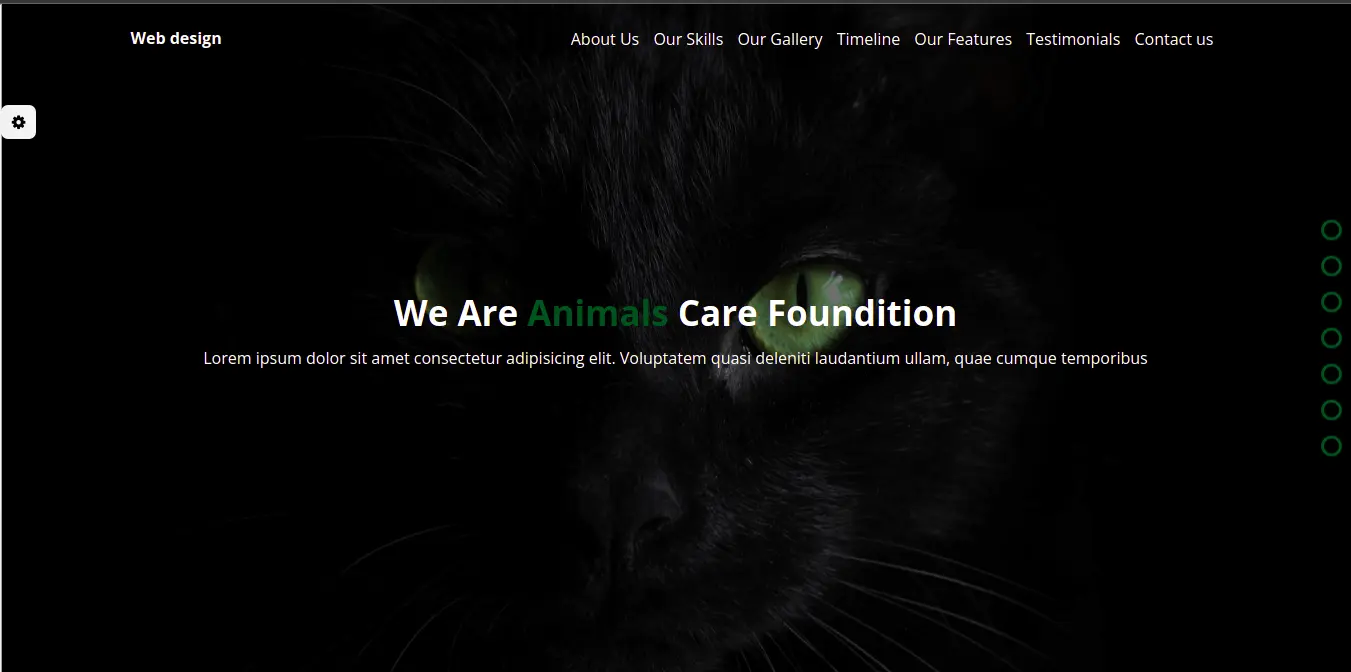 Web design
About Us Our Skills Our Gallery Timeline Our Features Testimonials Contact us
We Are Animals Care Foundition
Lorem ipsum dolor sit amet consectetur adipisicing elit. Voluptatem quasi deleniti laudantium ullam, quae cumque temporibus